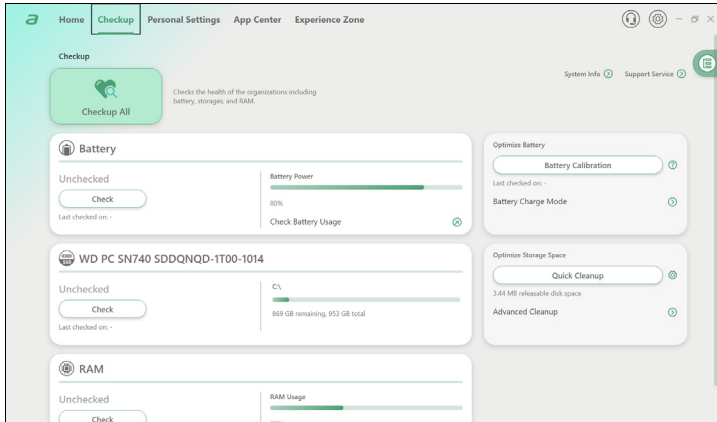 a
Home Checkup Personal Settings App Center Experience Zone
Checkup
System Info Support Service
Checkup All
Checks the health of the organizations including
battery, storages, and RAM.
Battery
Unchecked
Check
Last checked on: -
Battery Power
80%
Check Battery Usage
Optimize Battery
Battery Calibration
Last checked on: -
Battery Charge Mode
WD PC SN740 SDDQNQD-1T00-1014
Unchecked
Check
Last checked on: -
C:\
869 GB remaining, 953 GB total
Optimize Storage Space
Quick Cleanup
3.44 MB releasable disk space
Advanced Cleanup
RAM
Unchecked
Check
RAM Usage